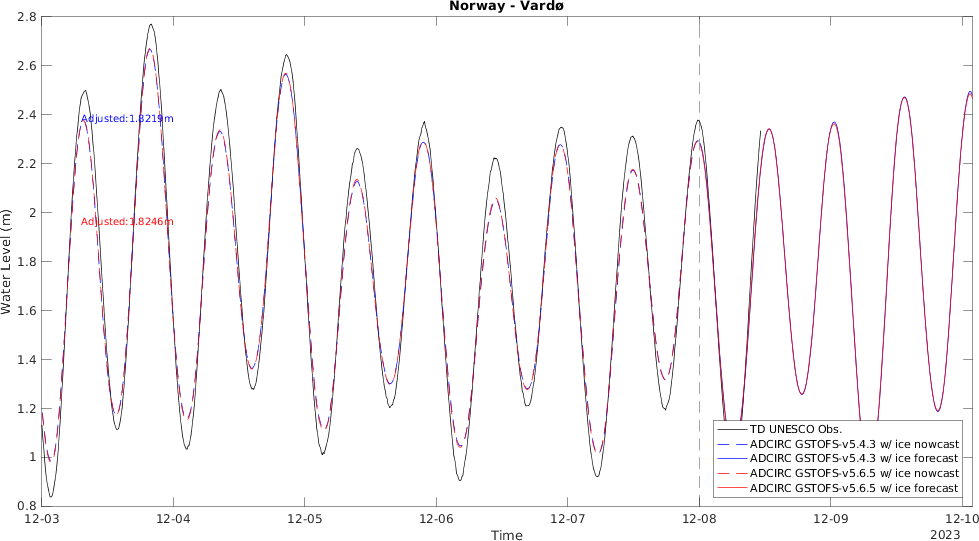 Norway - Vardø
2.8
2.6
2.4
2.2
2
1.8
1.6
1.4
1.2
1
0.8
Water Level (m)
Adjusted:1.8219m
Adjusted:1.8246m
TD UNESCO Obs.
ADCIRC GSTOFS-v5.4.3 w/ ice nowcast
ADCIRC GSTOFS-v5.4.3 w/ ice forecast
ADCIRC GSTOFS-v5.6.5 w/ ice nowcast
ADCIRC GSTOFS-v5.6.5 w/ ice forecast
12-03 12-04 12-05 12-06 12-07 12-08 12-09 12-10
Time
2023